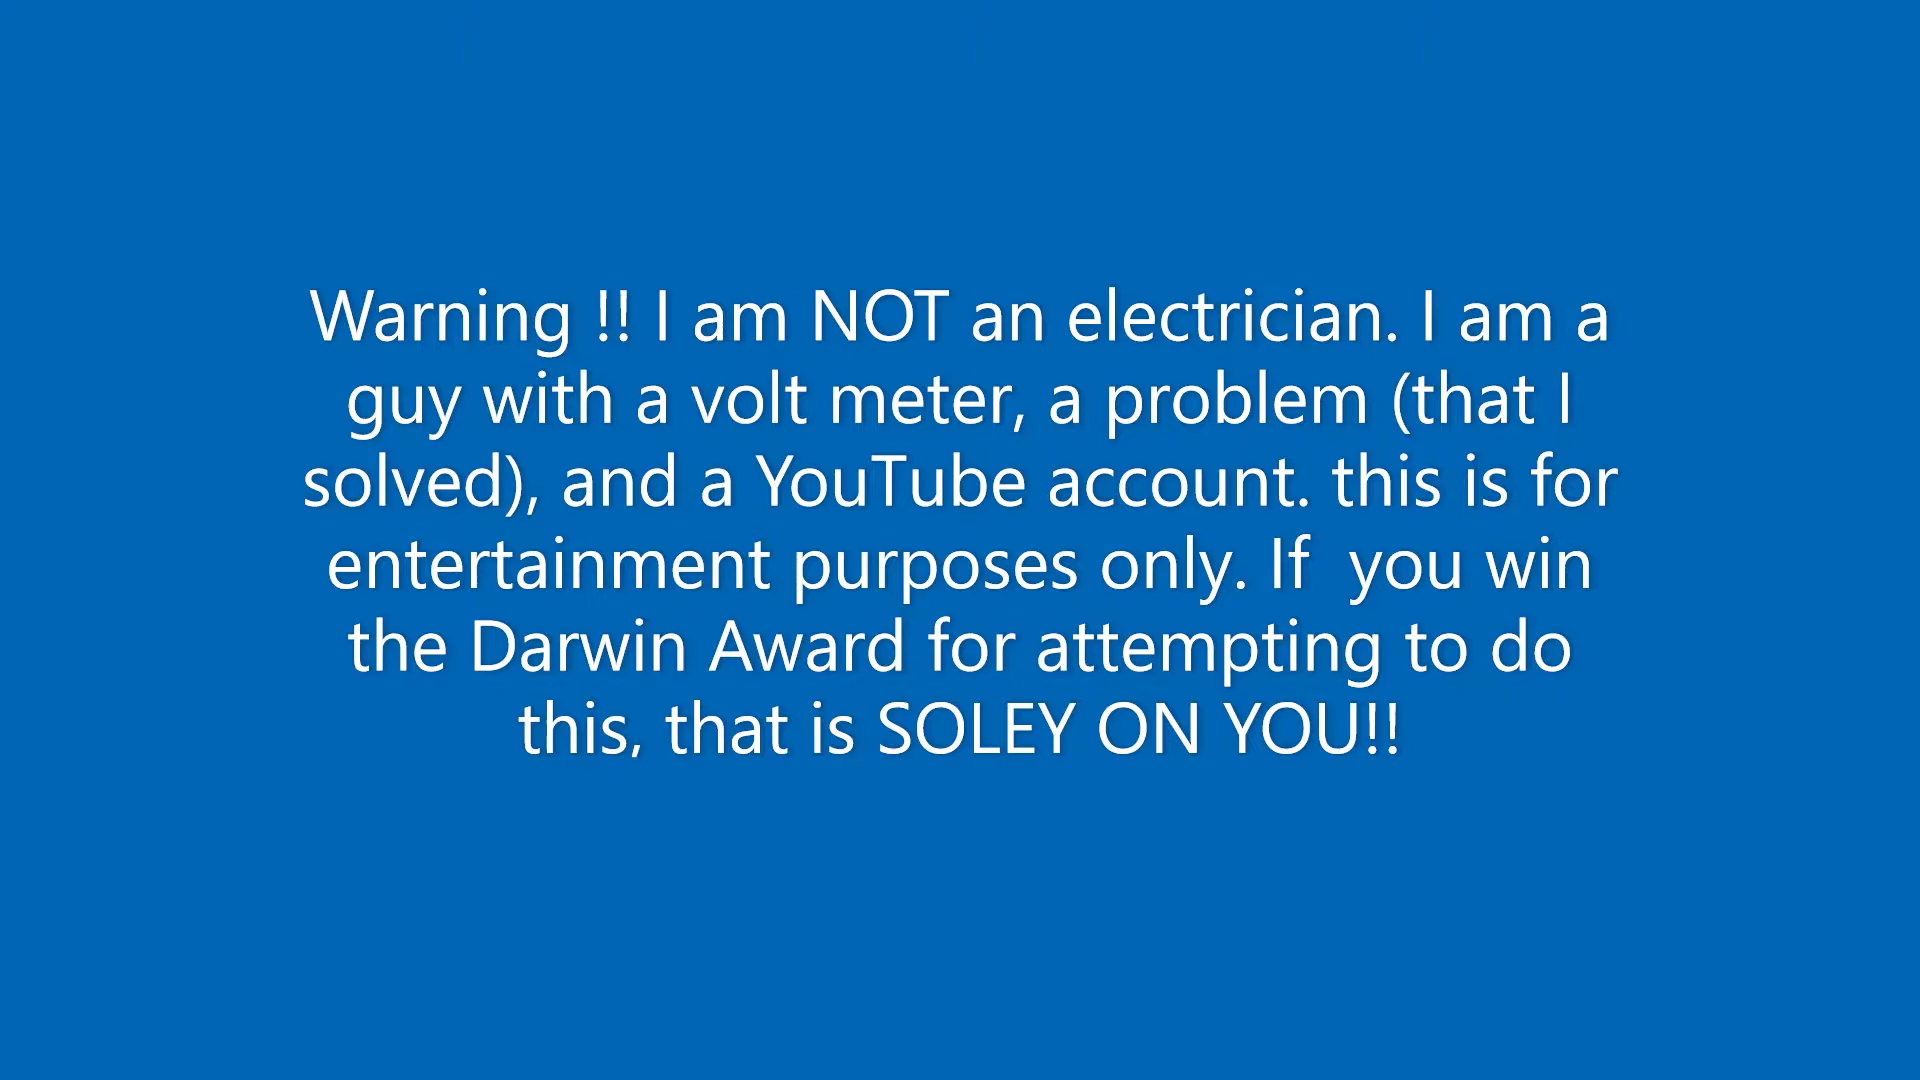 Warning !! I am NOT an electrician. I am a
guy with a volt meter, a problem (that I
solved), and a YouTube account. this is for
entertainment purposes only. If  you win
the Darwin Award for attempting to do
this, that is SOLEY ON YOU!!